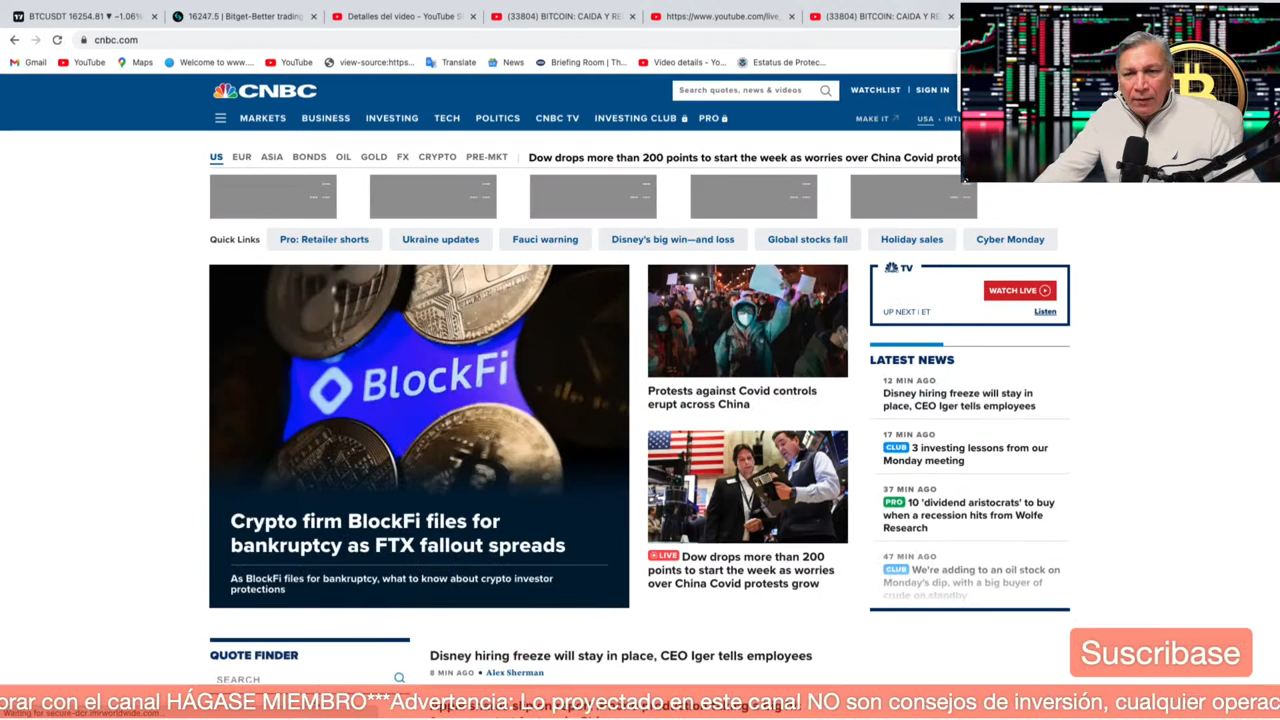 BTCUSDT 16254.81 ▼ −1.06%
16247.5 | Bitget-Better tradin
Detalles del video - YouTube S
(33804) BITCOIN: CAIDA Y RE
https://www.youtube.com/live_
(33804) BITCOIN: CAIDA Y RE
cnbc.com
Gmail
YouTube
Maps
Welcome to www....
YouTube
view-source:https...
Translate
News
Briefing Room | Th...
Video details - Yo...
Estatus de Protec...
CNBC
Search quotes, news & videos
WATCHLIST | SIGN IN
MARKETS
ESS
INVESTING
TECH
POLITICS
CNBC TV
INVESTING CLUB
PRO
MAKE IT
USA • INTL
US EUR ASIA BONDS OIL GOLD FX CRYPTO PRE-MKT
Dow drops more than 200 points to start the week as worries over China Covid prote
Quick Links
Pro: Retailer shorts
Ukraine updates
Fauci warning
Disney's big win—and loss
Global stocks fall
Holiday sales
Cyber Monday
BlockFi
Crypto firm BlockFi files for
bankruptcy as FTX fallout spreads
As BlockFi files for bankruptcy, what to know about crypto investor
protections
Protests against Covid controls
erupt across China
LIVE Dow drops more than 200
points to start the week as worries
over China Covid protests grow
TV
WATCH LIVE
UP NEXT | ET
Listen
LATEST NEWS
12 MIN AGO
Disney hiring freeze will stay in
place, CEO Iger tells employees
17 MIN AGO
CLUB 3 investing lessons from our
Monday meeting
37 MIN AGO
PRO 10 'dividend aristocrats' to buy
when a recession hits from Wolfe
Research
47 MIN AGO
CLUB We're adding to an oil stock on
Monday's dip, with a big buyer of
crude on standby
QUOTE FINDER
SEARCH
Disney hiring freeze will stay in place, CEO Iger tells employees
8 MIN AGO • Alex Sherman
Suscribase
orar con el canal HÁGASE MIEMBRO***Advertencia. Lo proyectado en este canal NO son consejos de inversión, cualquier operac
Waiting for secure-dcr.imrworldwide.com...